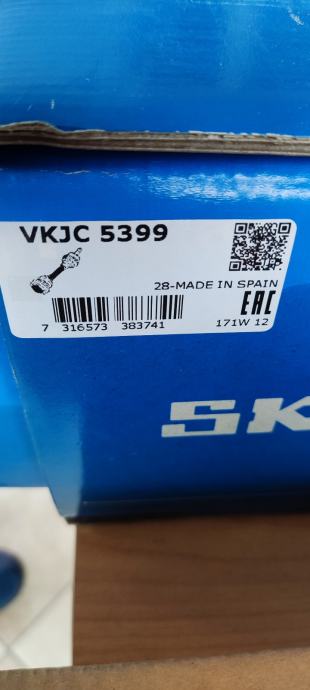 VKJC 5399
28-MADE IN SPAIN
EAC
7 316573 383741
171W 12
SK